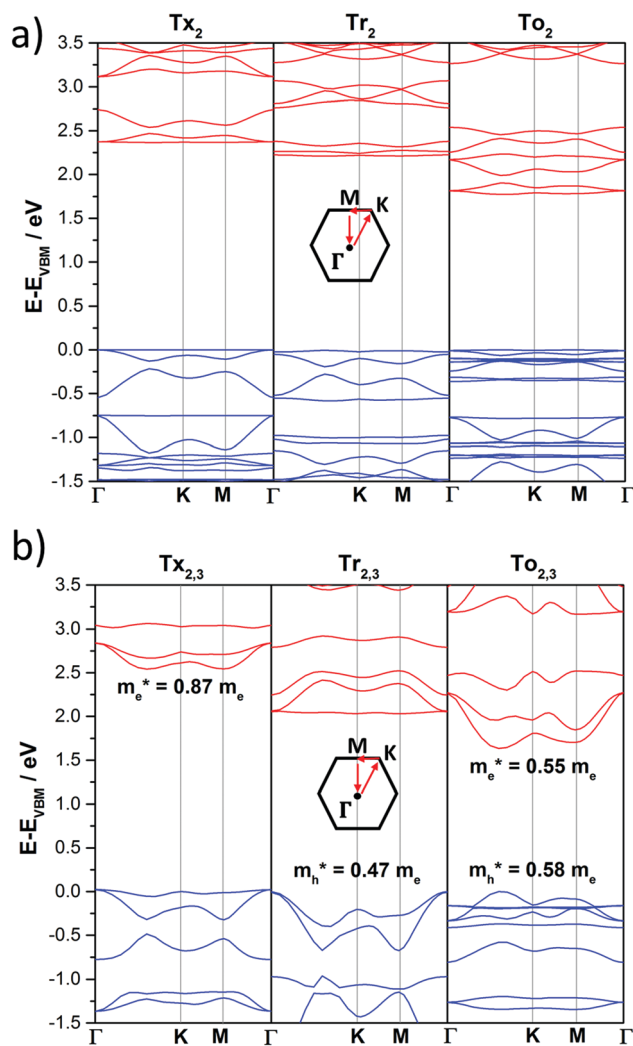 a)
Tx2 Tr2 To2
3.5
3.0
2.5
2.0
1.5
1.0
0.5
0.0
-0.5
-1.0
-1.5
E-EVBM / eV
M K
Γ
Γ K M Γ K M Γ K M Γ
b)
Tx2,3 Tr2,3 To2,3
3.5
3.0
2.5
2.0
1.5
1.0
0.5
0.0
-0.5
-1.0
-1.5
E-EVBM / eV
me* = 0.87 me
M K
Γ
me* = 0.55 me
mh* = 0.47 me
mh* = 0.58 me
Γ K M Γ K M Γ K M Γ